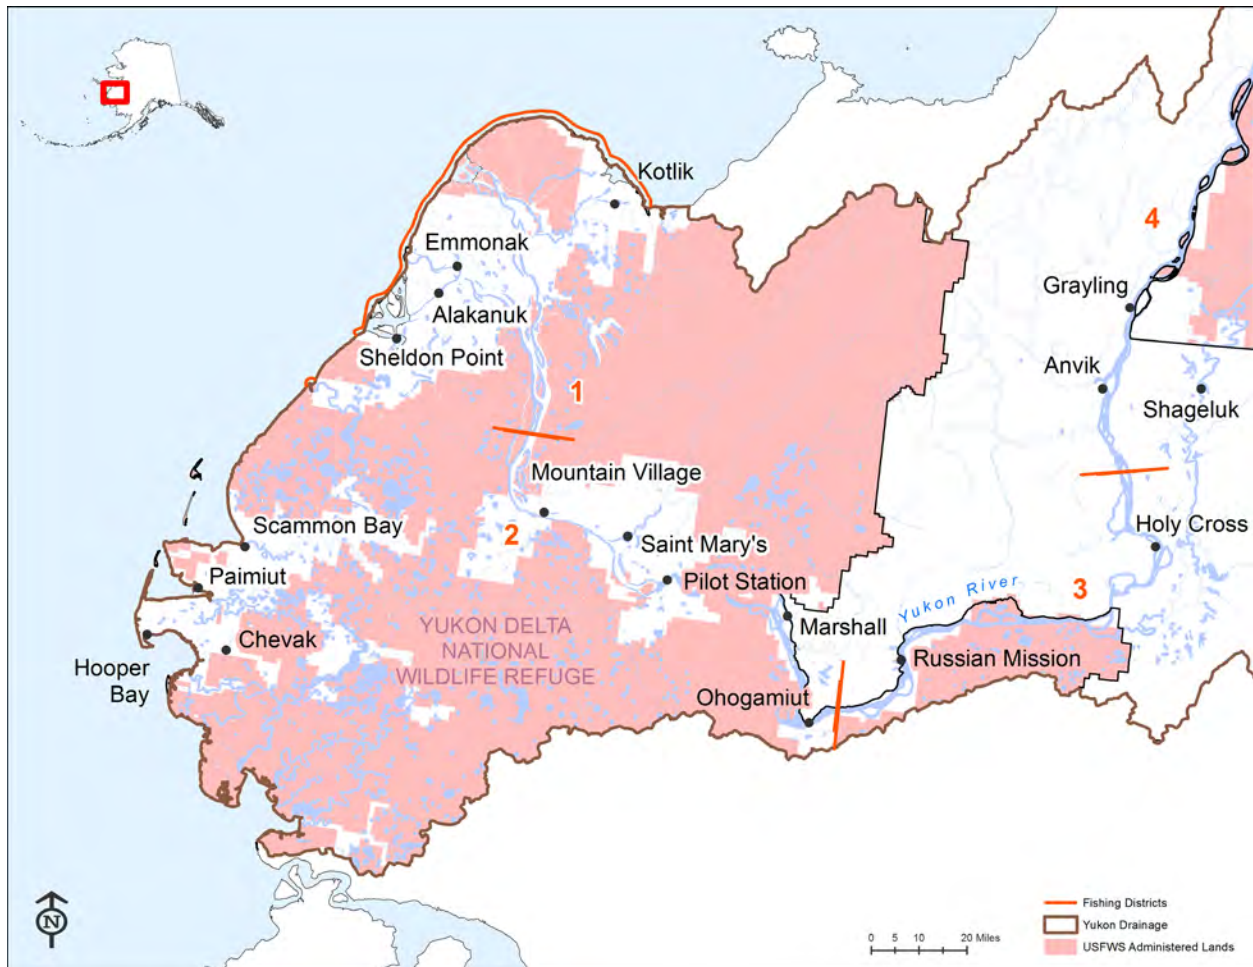 Kotlik
4
Emmonak
Grayling
Alakanuk
Sheldon Point
Anvik
1
Shageluk
Mountain Village
Scammon Bay
2
Holy Cross
Saint Mary's
Paimiut
Pilot Station
Yukon River
3
Chevak
YUKON DELTA
NATIONAL
WILDLIFE REFUGE
Marshall
Hooper
Bay
Russian Mission
Ohogamiut
N
Fishing Districts
Yukon Drainage
USFWS Administered Lands
0 5 10 20 Miles